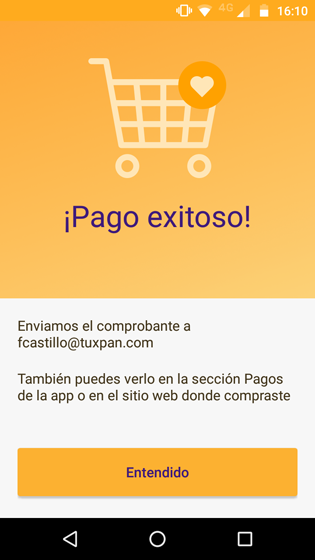 4G 16:10
¡Pago exitoso!
Enviamos el comprobante a
fcastillo@tuxpan.com
También puedes verlo en la sección Pagos
de la app o en el sitio web donde compraste
Entendido